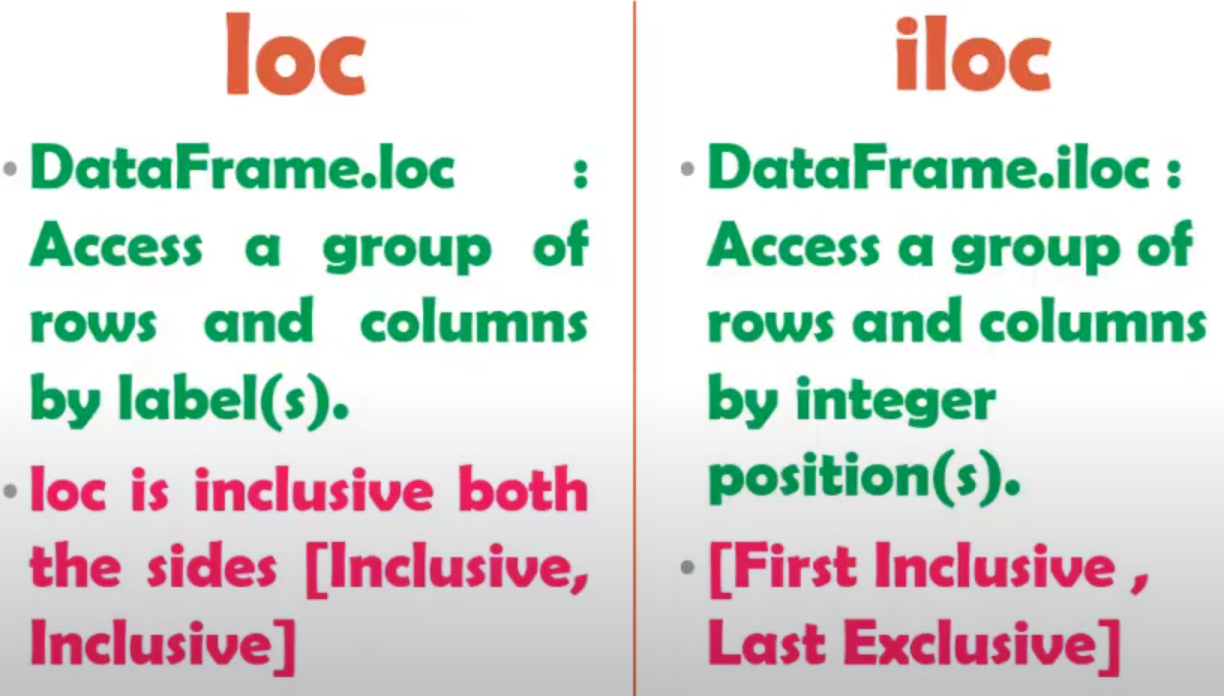 loc
• DataFrame.loc :
Access a group of
rows and columns
by label(s).
• loc is inclusive both
the sides [Inclusive,
Inclusive]
iloc
• DataFrame.iloc :
Access a group of
rows and columns
by integer
position(s).
• [First Inclusive ,
Last Exclusive]